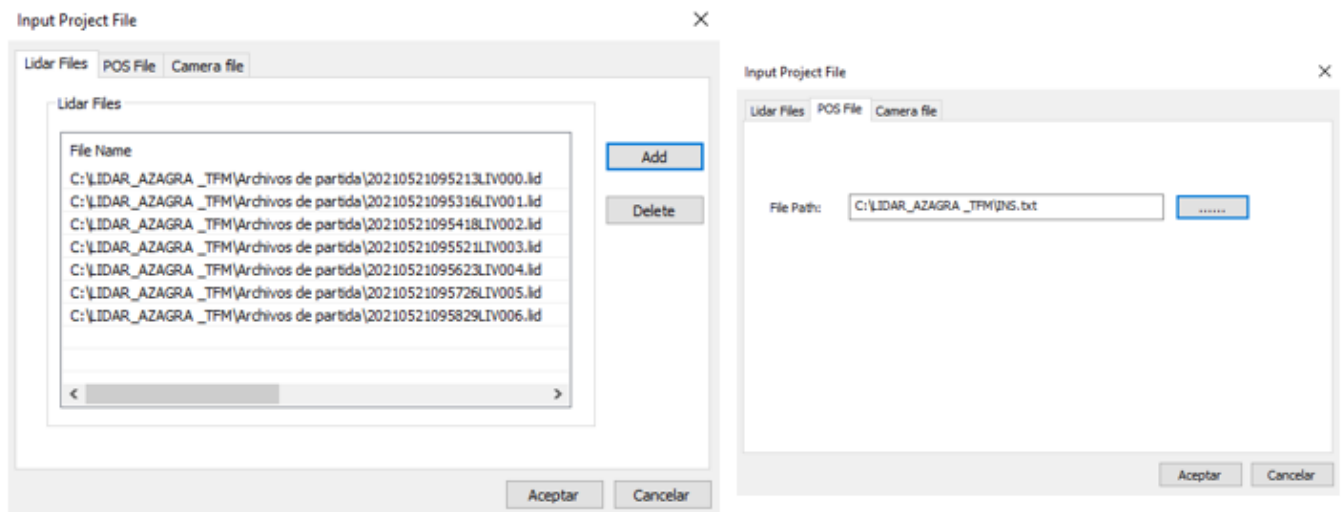 Input Project File
Lidar Files POS File Camera file
Lidar Files
File Name
C:\LIDAR_AZAGRA _TFM\Archivos de partida\20210521095213LIV000.lid
C:\LIDAR_AZAGRA _TFM\Archivos de partida\20210521095316LIV001.lid
C:\LIDAR_AZAGRA _TFM\Archivos de partida\20210521095418LIV002.lid
C:\LIDAR_AZAGRA _TFM\Archivos de partida\20210521095521LIV003.lid
C:\LIDAR_AZAGRA _TFM\Archivos de partida\20210521095623LIV004.lid
C:\LIDAR_AZAGRA _TFM\Archivos de partida\20210521095726LIV005.lid
C:\LIDAR_AZAGRA _TFM\Archivos de partida\20210521095829LIV006.lid
Add
Delete
Aceptar Cancelar
Input Project File
Lidar Files POS File Camera file
File Path: C:\LIDAR_AZAGRA _TFM\INS.txt ......
Aceptar Cancelar